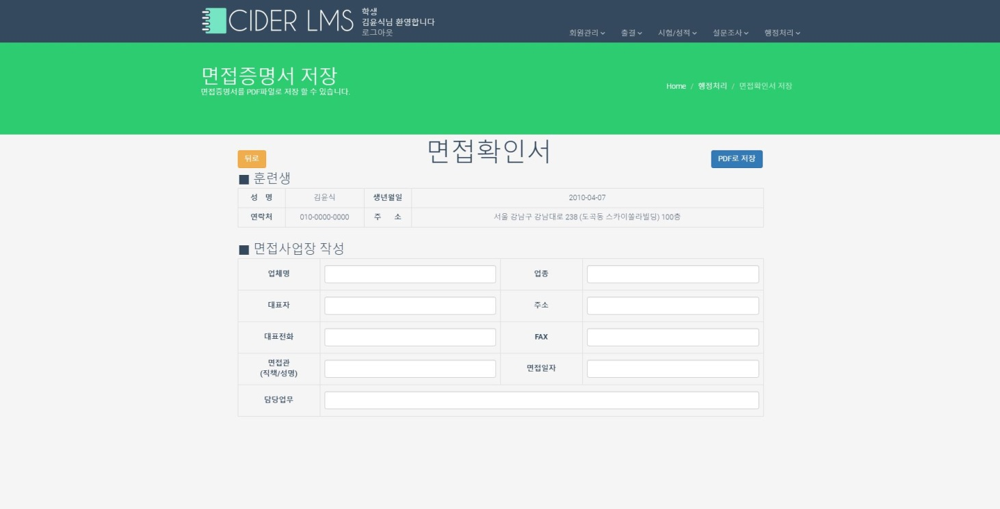 CIDER LMS
학생
김윤식님 환영합니다
로그아웃
회원관리 출결 시험/성적 설문조사 행정처리
면접증명서 저장
면접증명서를 PDF파일로 저장 할 수 있습니다.
Home / 행정처리 / 면접확인서 저장
뒤로
면접확인서
PDF로 저장
■ 훈련생
성 명 김윤식 생년월일 2010-04-07
연락처 010-0000-0000 주 소 서울 강남구 강남대로 238 (도곡동 스카이쏠라빌딩) 100층
■ 면접사업장 작성
업체명 업종
대표자 주소
대표전화 FAX
면접관
(직책/성명)
면접일자
담당업무